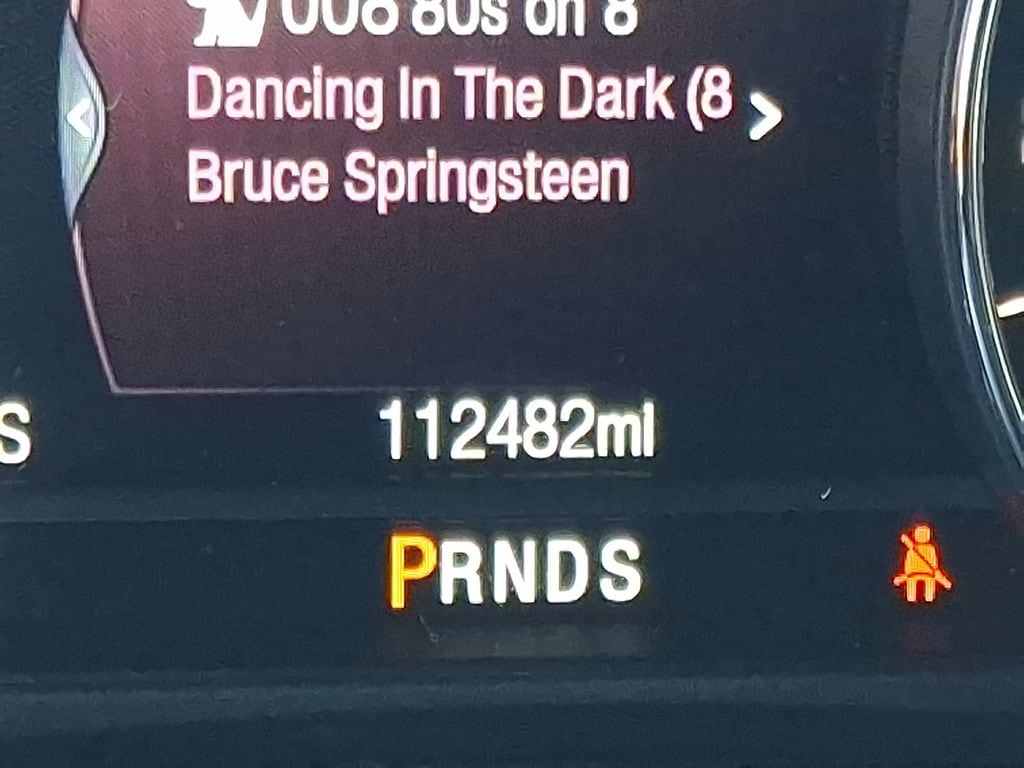 008 80s on 8
Dancing In The Dark (8
Bruce Springsteen
S
112482mi
PRNDS